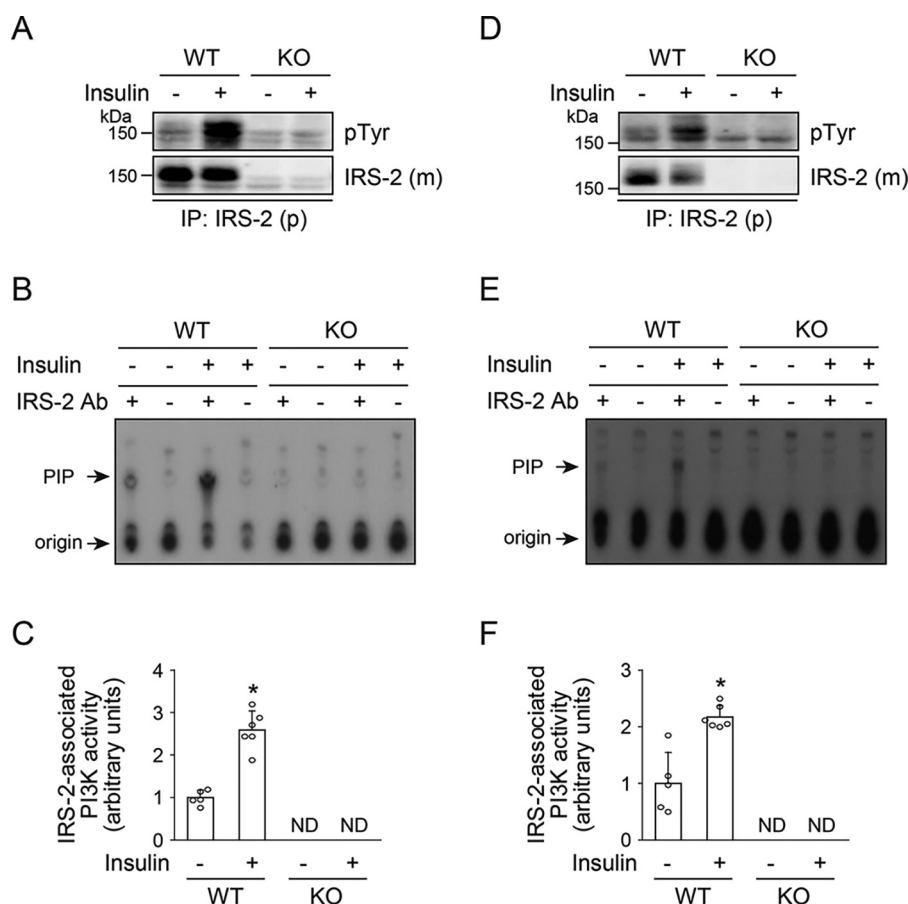 A
WT KO
Insulin - + - +
kDa
150 pTyr
150 IRS-2 (m)
IP: IRS-2 (p)
B
WT KO
Insulin - - + + - - + +
IRS-2 Ab + - + - + - + -
PIP
origin
C
IRS-2-associated
PI3K activity
(arbitrary units)
4
3
2
1
0
*
ND ND
Insulin - + - +
WT KO
D
WT KO
Insulin - + - +
kDa
150 pTyr
150 IRS-2 (m)
IP: IRS-2 (p)
E
WT KO
Insulin - - + + - - + +
IRS-2 Ab + - + - + - + -
PIP
origin
F
IRS-2-associated
PI3K activity
(arbitrary units)
3
2
1
0
*
ND ND
Insulin - + - +
WT KO